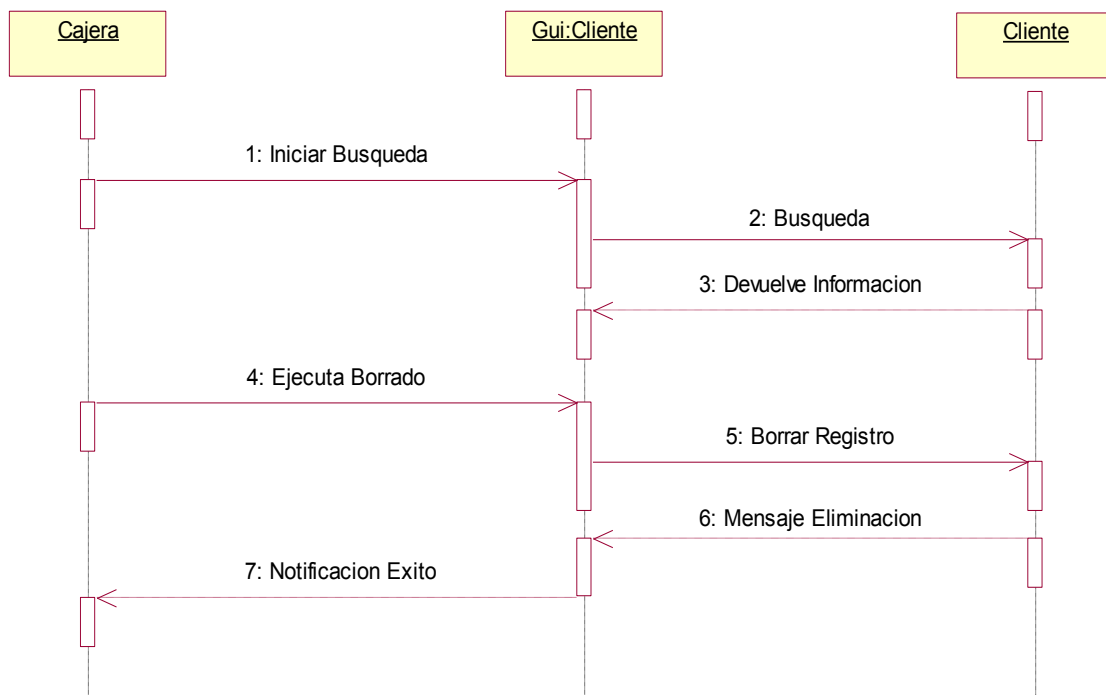 Cajera
Gui:Cliente
Cliente
1: Iniciar Busqueda
2: Busqueda
3: Devuelve Informacion
4: Ejecuta Borrado
5: Borrar Registro
6: Mensaje Eliminacion
7: Notificacion Exito